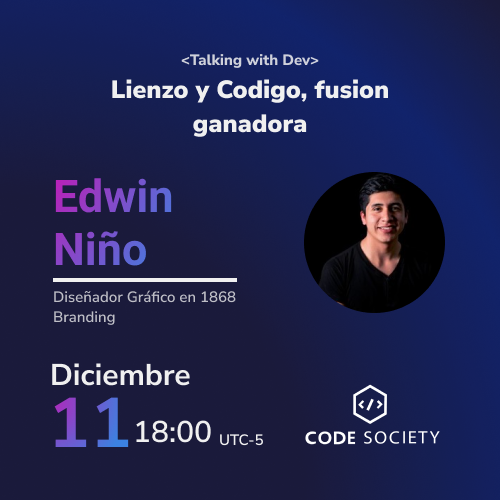 <Talking with Dev>
Lienzo y Codigo, fusion
ganadora
Edwin
Niño
Diseñador Gráfico en 1868
Branding
Diciembre
11 18:00 UTC-5
</>
CODE SOCIETY